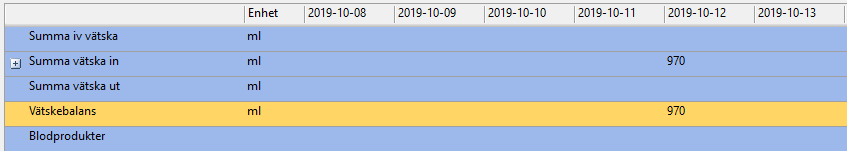 Enhet 2019-10-08 2019-10-09 2019-10-10 2019-10-11 2019-10-12 2019-10-13
Summa iv vätska ml
Summa vätska in ml 970
Summa vätska ut ml
Vätskebalans ml 970
Blodprodukter